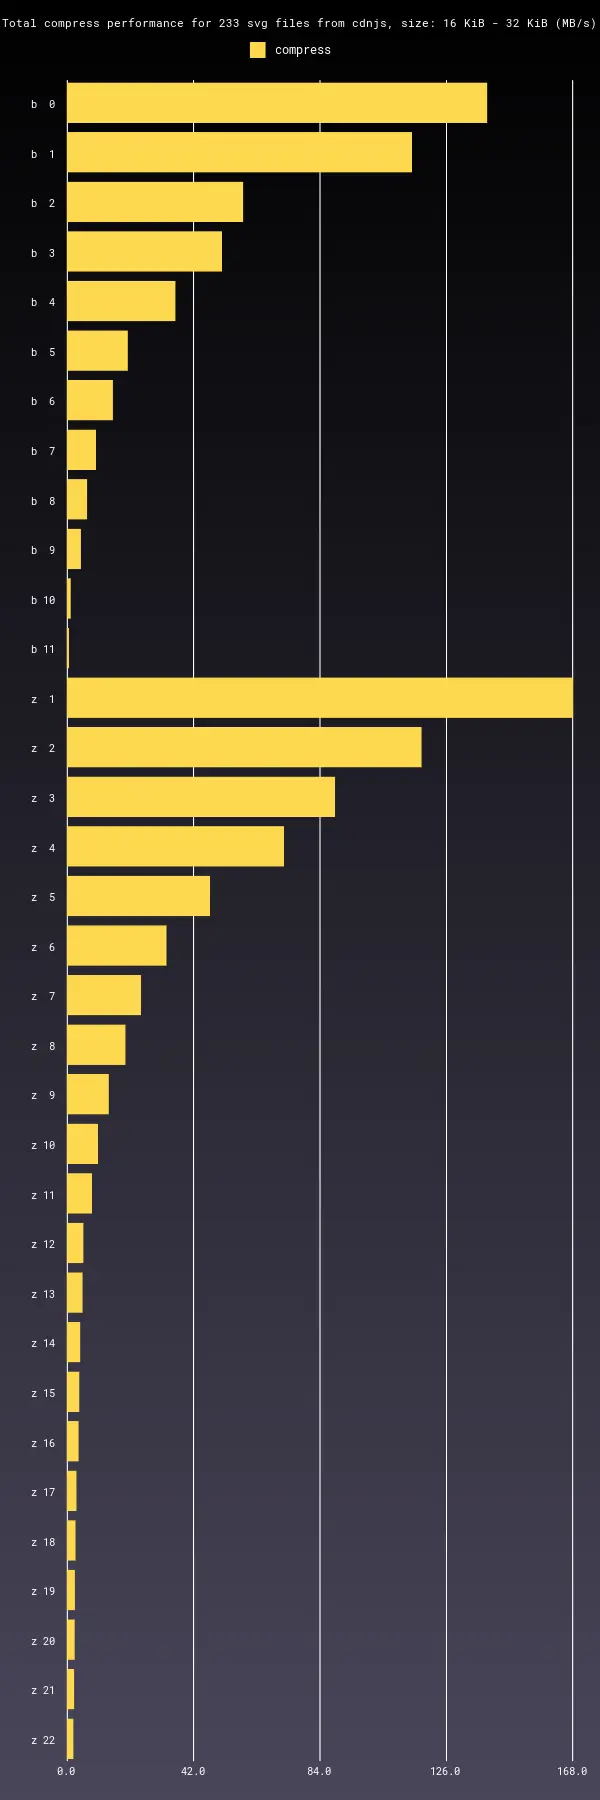 Total compress performance for 233 svg files from cdnjs, size: 16 KiB - 32 KiB (MB/s)
compress
b  0
b  1
b  2
b  3
b  4
b  5
b  6
b  7
b  8
b  9
b 10
b 11
z  1
z  2
z  3
z  4
z  5
z  6
z  7
z  8
z  9
z 10
z 11
z 12
z 13
z 14
z 15
z 16
z 17
z 18
z 19
z 20
z 21
z 22
0.0 42.0 84.0 126.0 168.0